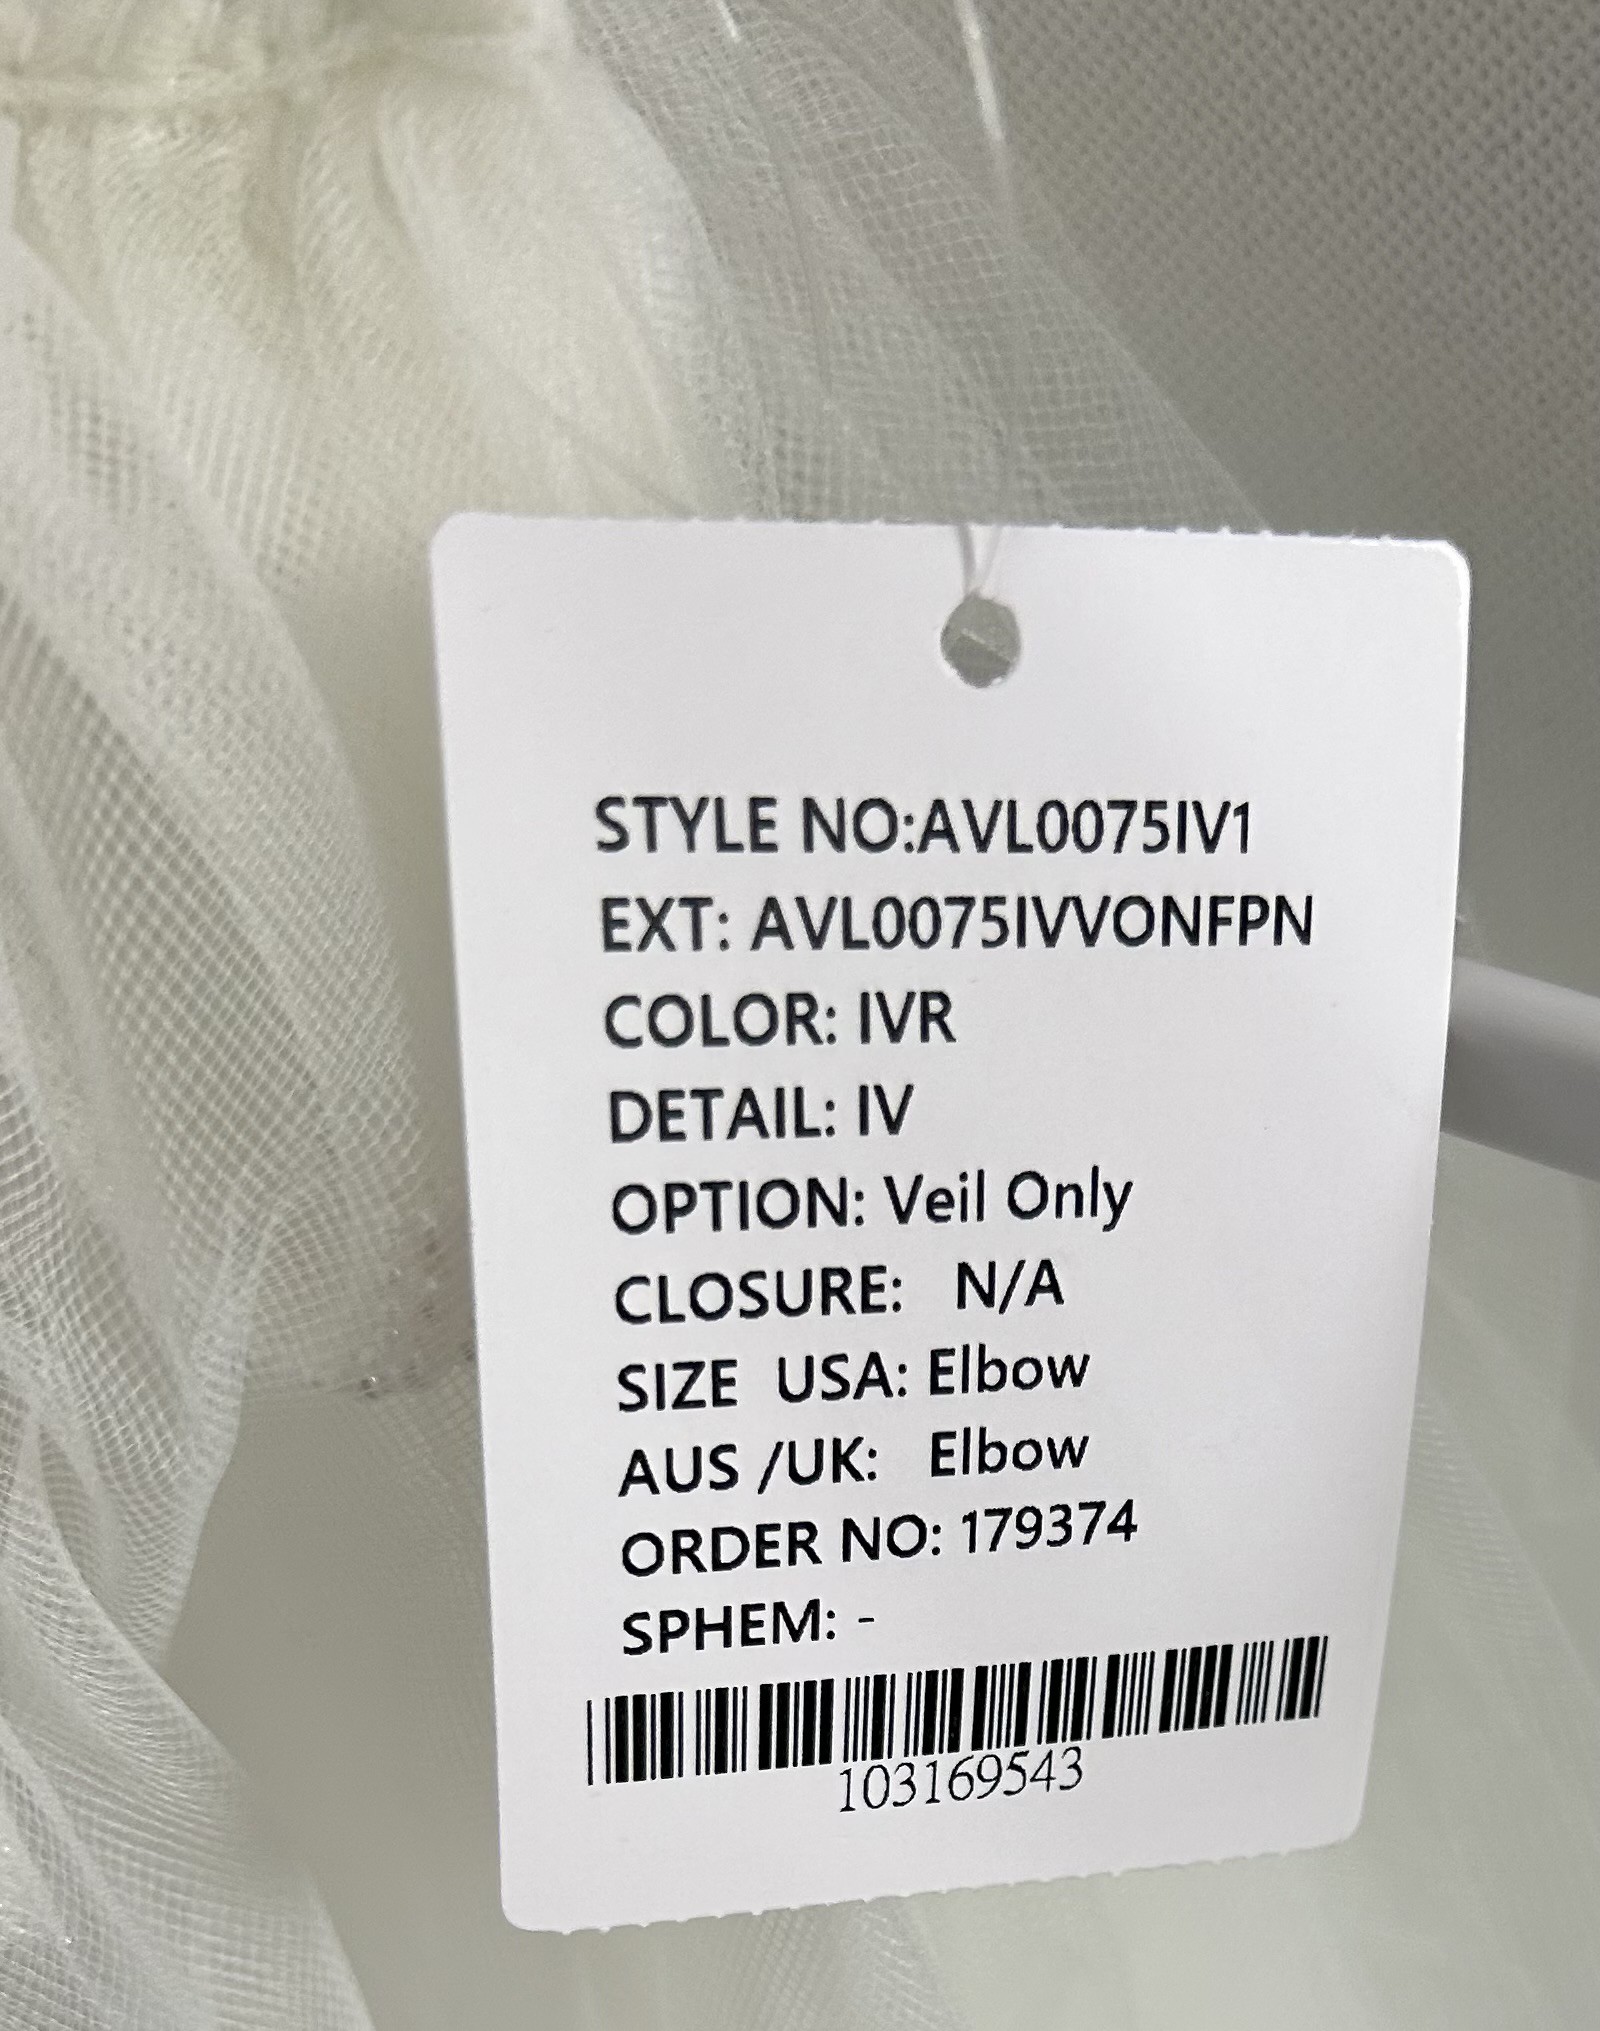 STYLE NO:AVL0075IV1
EXT: AVL0075IVVONFPN
COLOR: IVR
DETAIL: IV
OPTION: Veil Only
CLOSURE: N/A
SIZE USA: Elbow
AUS /UK: Elbow
ORDER NO: 179374
SPHEM: -
103169543